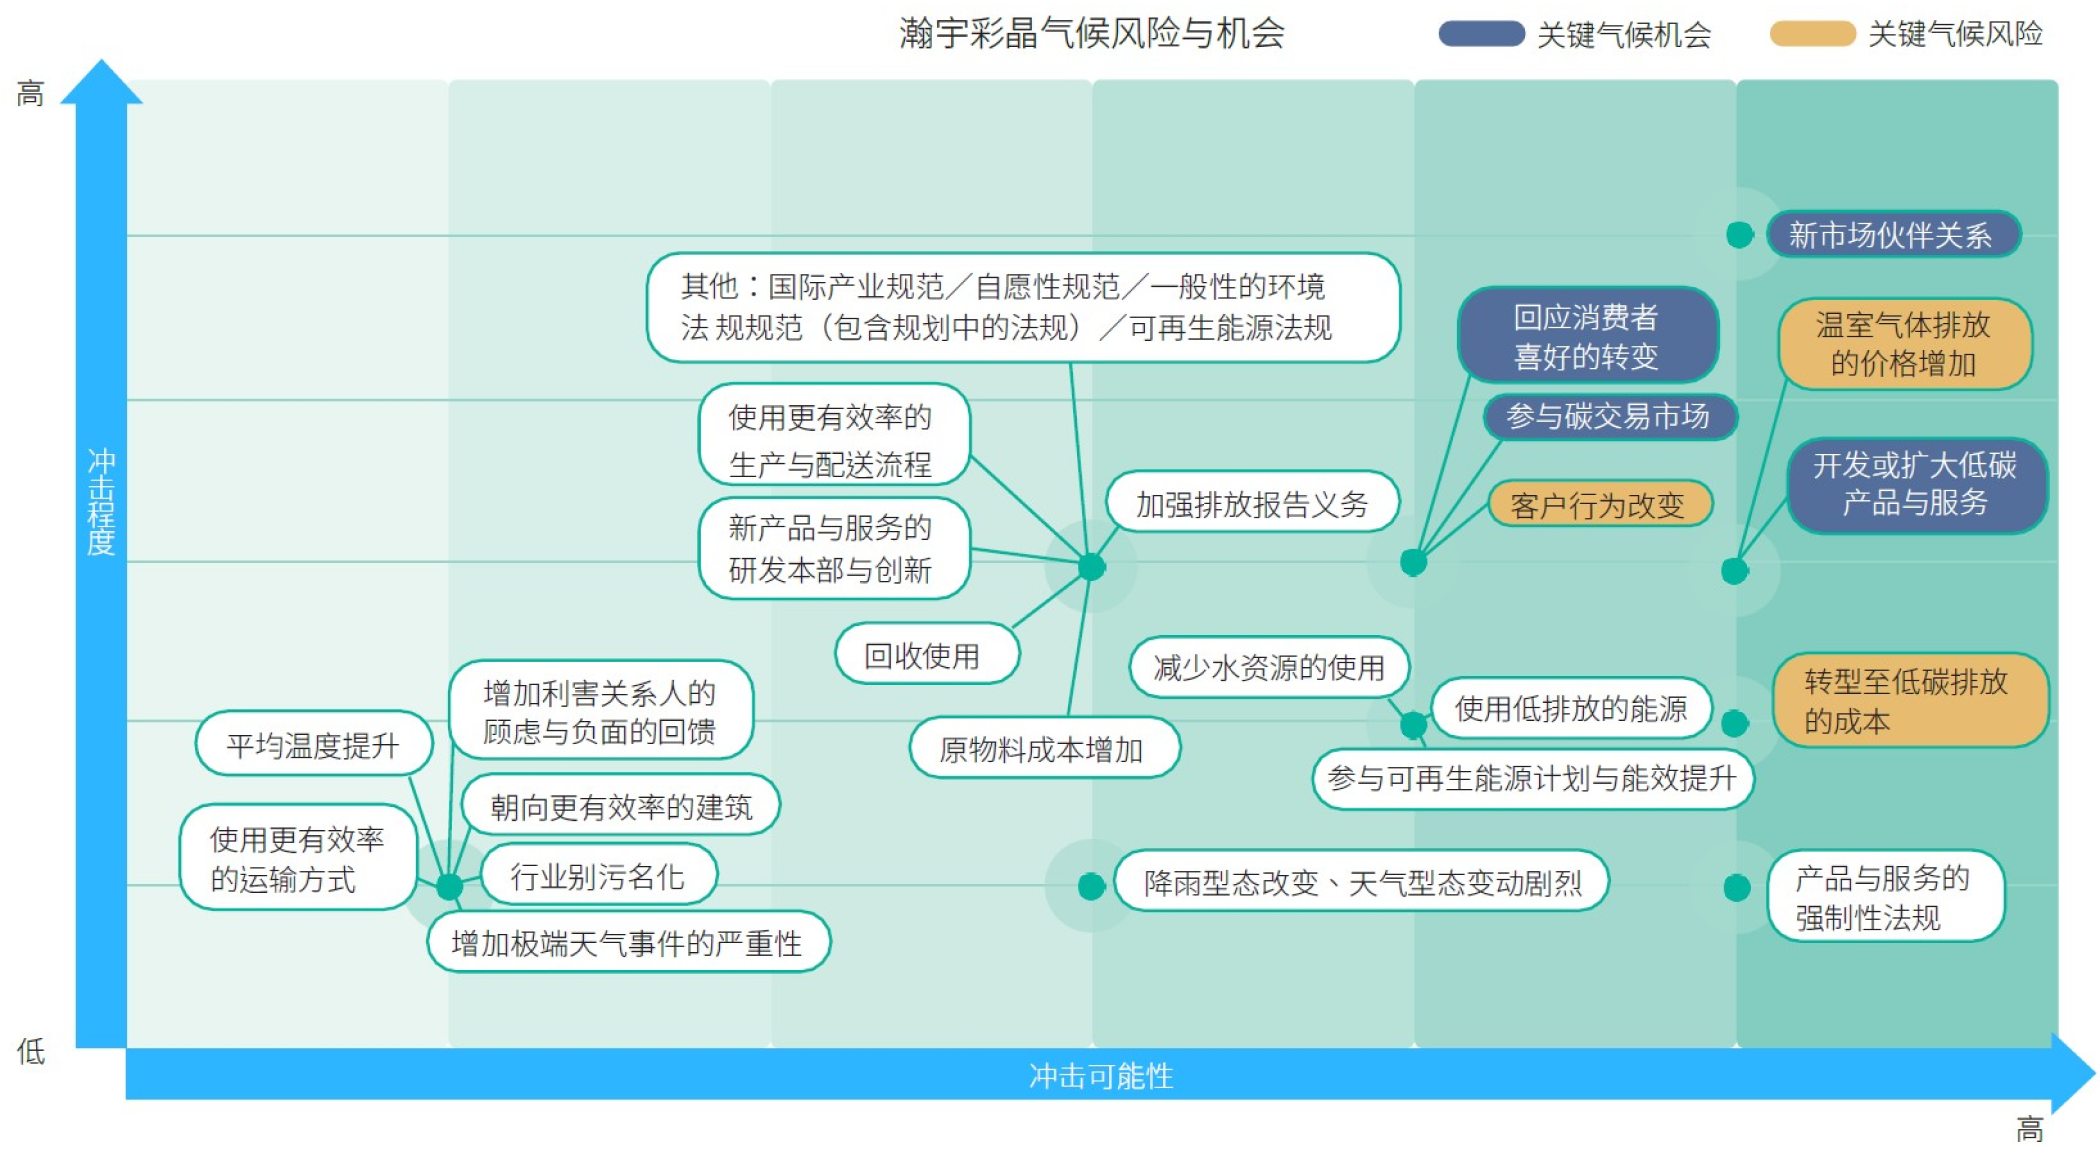 瀚宇彩晶气候风险与机会
关键气候机会
关键气候风险
高
冲击程度
低
新市场伙伴关系
其他：国际产业规范／自愿性规范／一般性的环境
法 规规范（包含规划中的法规）／可再生能源法规
回应消费者
喜好的转变
温室气体排放
的价格增加
使用更有效率的
生产与配送流程
参与碳交易市场
开发或扩大低碳
产品与服务
加强排放报告义务
客户行为改变
新产品与服务的
研发本部与创新
回收使用
减少水资源的使用
增加利害关系人的
顾虑与负面的回馈
使用低排放的能源
转型至低碳排放
的成本
平均温度提升
原物料成本增加
参与可再生能源计划与能效提升
朝向更有效率的建筑
使用更有效率
的运输方式
行业别污名化
降雨型态改变、天气型态变动剧烈
产品与服务的
强制性法规
增加极端天气事件的严重性
冲击可能性
高